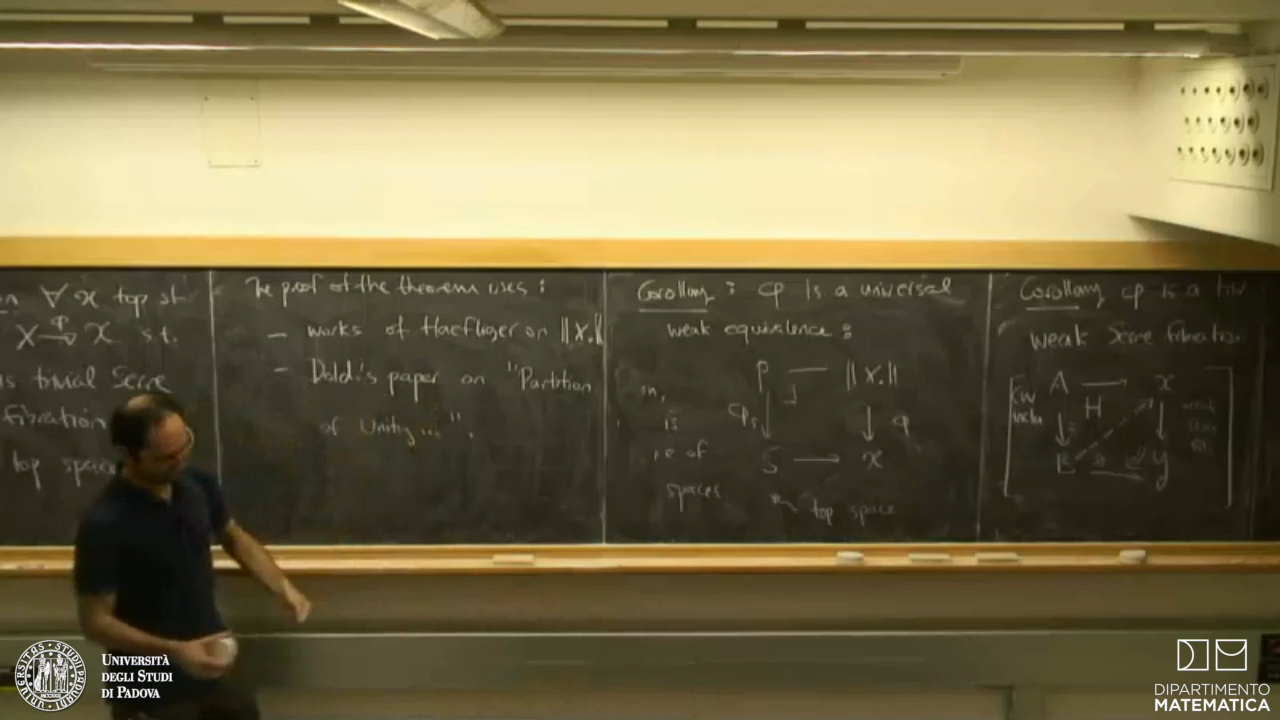 ∀ 𝒳 top st
X →^φ 𝒳 s.t.
trivial Serre
fibration
top space
The proof of the theorem uses:
- works of Haefliger on ||X.||
- Dold's paper on "Partition
of Unity...".
Corollary: φ is a universal
weak equivalence:
P — ||X.||
φ
S → 𝒳
is
spaces
top space
Corollary φ is a
weak Serre fibration
A → 𝒳
H
B y
UNIVERSITÀ
DEGLI STUDI
DI PADOVA
DIPARTIMENTO
MATEMATICA